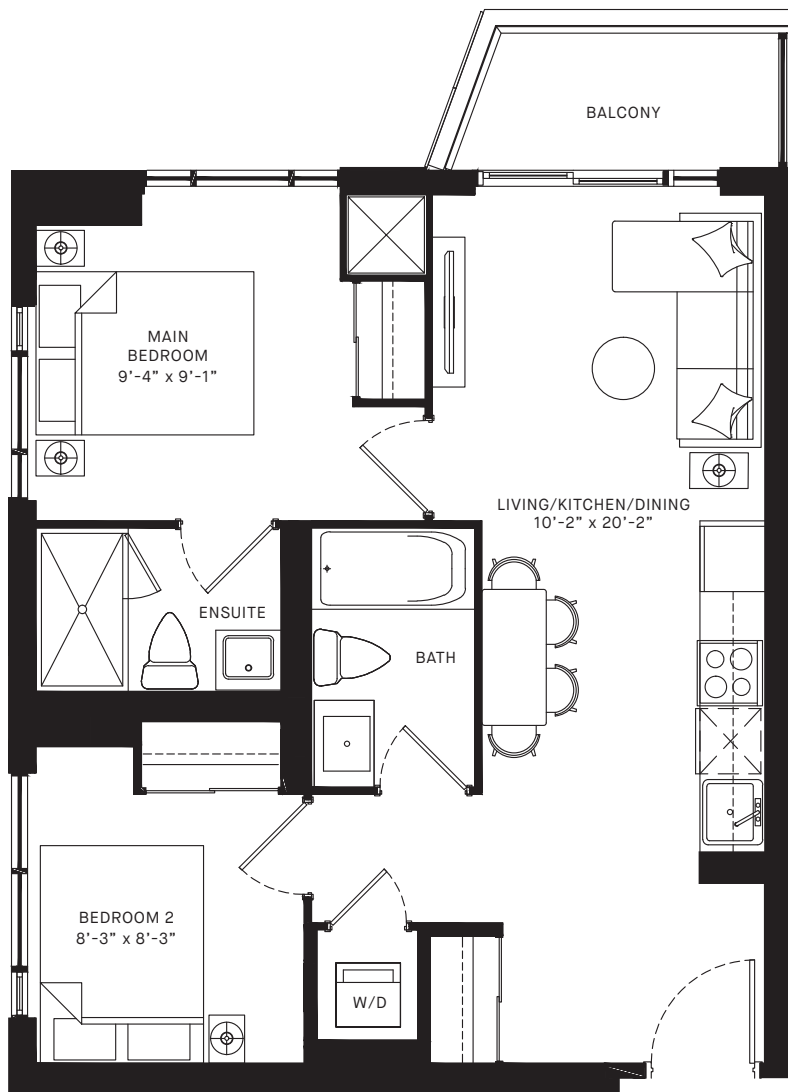 BALCONY
MAIN
BEDROOM
9’-4” x 9’-1”
LIVING/KITCHEN/DINING
10’-2” x 20’-2”
ENSUITE
BATH
BEDROOM 2
8’-3” x 8’-3”
W/D